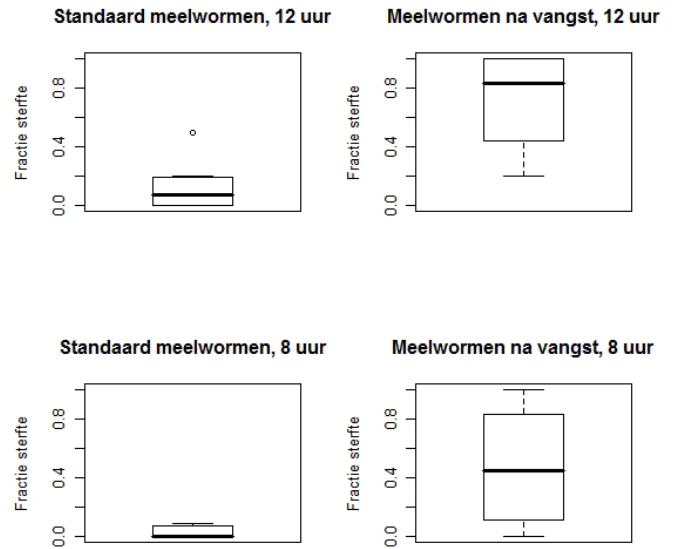 Standaard meelwormen, 12 uur
Fractie sterfte
0.8
0.4
0.0
Meelwormen na vangst, 12 uur
Fractie sterfte
0.8
0.4
0.0
Standaard meelwormen, 8 uur
Fractie sterfte
0.8
0.4
0.0
Meelwormen na vangst, 8 uur
Fractie sterfte
0.8
0.4
0.0